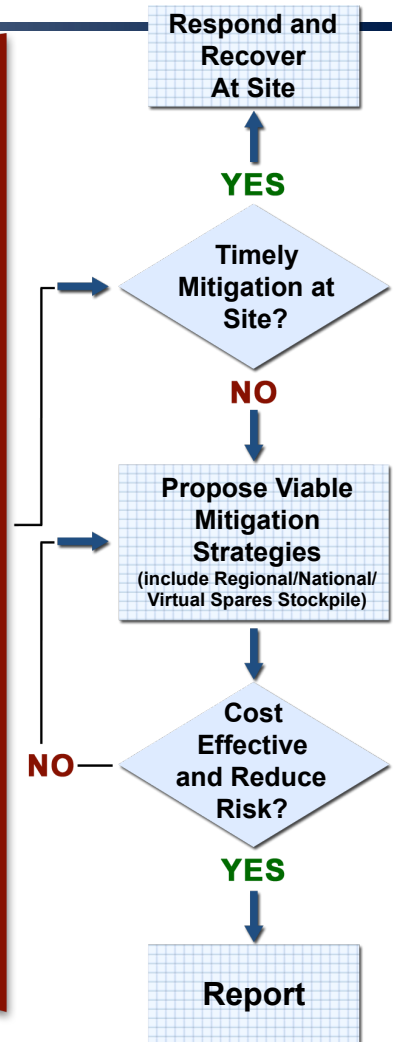 Respond and
Recover
At Site
YES
Timely
Mitigation at
Site?
NO
Propose Viable
Mitigation
Strategies
(include Regional/National/
Virtual Spares Stockpile)
Cost
Effective
and Reduce
Risk?
NO
YES
Report